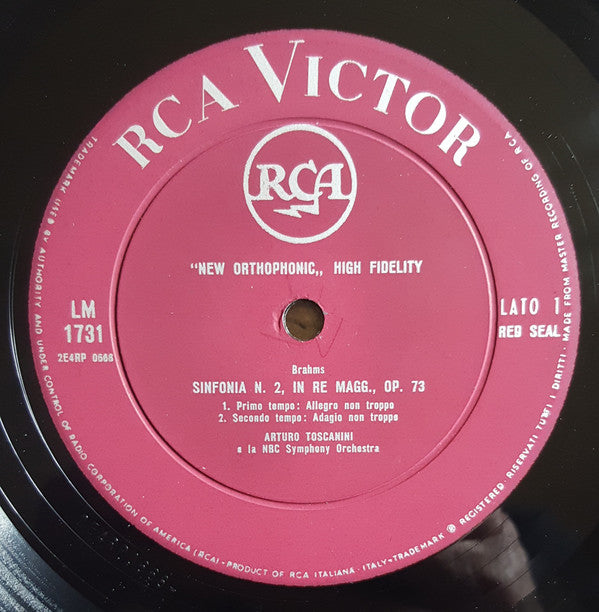 RCA VICTOR
RCA
"NEW ORTHOPHONIC„ HIGH FIDELITY
LM
1731
2E4RP 0668
LATO 1
RED SEAL
Brahms
SINFONIA N. 2, IN RE MAGG., OP. 73
1. Primo tempo: Allegro non troppo
2. Secondo tempo: Adagio non troppo
ARTURO TOSCANINI
e la NBC Symphony Orchestra
TRADEMARK USED BY AUTHORITY AND UNDER CONTROL OF RADIO CORPORATION OF AMERICA (RCA) - PRODUCT OF RCA ITALIANA. - ITALY - TRADEMARK ® REGISTERED. RISERVATI TUTTI I DIRITTI. MADE FROM MASTER RECORDING OF RCA